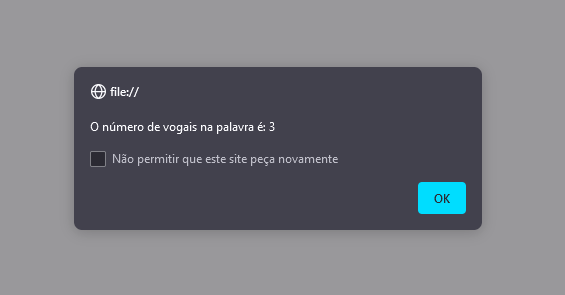 file://
O número de vogais na palavra é: 3
Não permitir que este site peça novamente
OK